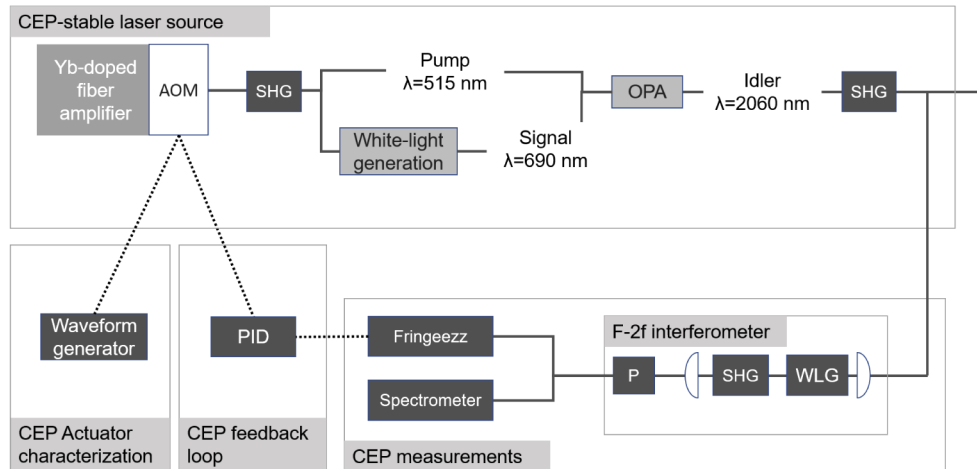 CEP-stable laser source
Yb-doped
fiber
amplifier
AOM
SHG
Pump
λ=515 nm
White-light
generation
Signal
λ=690 nm
OPA
Idler
λ=2060 nm
SHG
Waveform
generator
CEP Actuator
characterization
PID
CEP feedback
loop
Fringeezz
Spectrometer
F-2f interferometer
P
SHG
WLG
CEP measurements